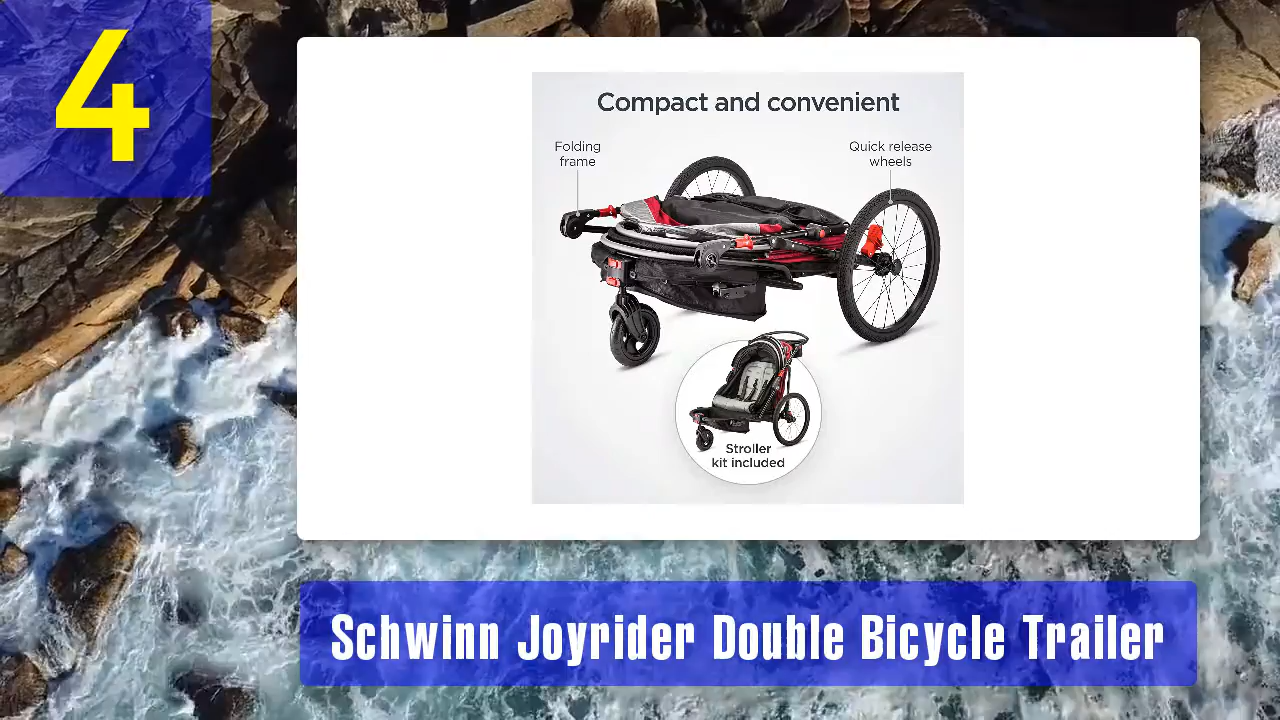 4
Compact and convenient
Folding
frame
Quick release
wheels
Stroller
kit included
Schwinn Joyrider Double Bicycle Trailer